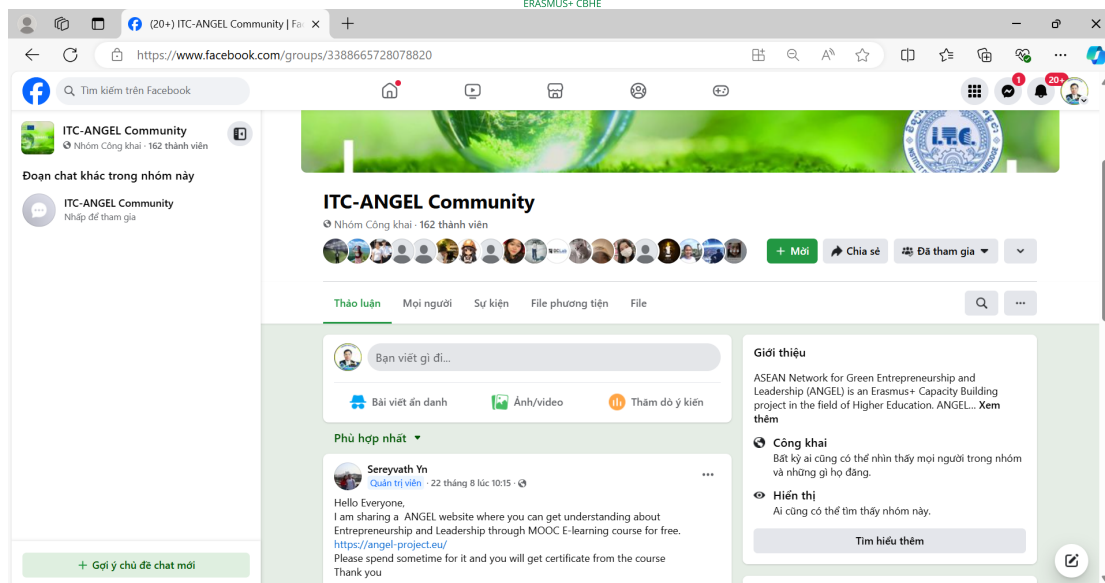 ERASMUS+ CBHE
(20+) ITC-ANGEL Community | Fac
https://www.facebook.com/groups/3388665728078820
Tìm kiếm trên Facebook
1
20+
ITC-ANGEL Community
Nhóm Công khai · 162 thành viên
Đoạn chat khác trong nhóm này
ITC-ANGEL Community
Nhấp để tham gia
+ Gợi ý chủ đề chat mới
I.T.C.
ITC-ANGEL Community
Nhóm Công khai · 162 thành viên
+ Mời
Chia sẻ
Đã tham gia
Thảo luận
Mọi người
Sự kiện
File phương tiện
File
Bạn viết gì đi...
Bài viết ẩn danh
Ảnh/video
Thăm dò ý kiến
Phù hợp nhất
Sereyvath Yn
Quản trị viên · 22 tháng 8 lúc 10:15 ·
Hello Everyone,
I am sharing a ANGEL website where you can get understanding about
Entrepreneurship and Leadership through MOOC E-learning course for free.
https://angel-project.eu/
Please spend sometime for it and you will get certificate from the course
Thank you
Giới thiệu
ASEAN Network for Green Entrepreneurship and
Leadership (ANGEL) is an Erasmus+ Capacity Building
project in the field of Higher Education. ANGEL... Xem
thêm
Công khai
Bất kỳ ai cũng có thể nhìn thấy mọi người trong nhóm
và những gì họ đăng.
Hiển thị
Ai cũng có thể tìm thấy nhóm này.
Tìm hiểu thêm